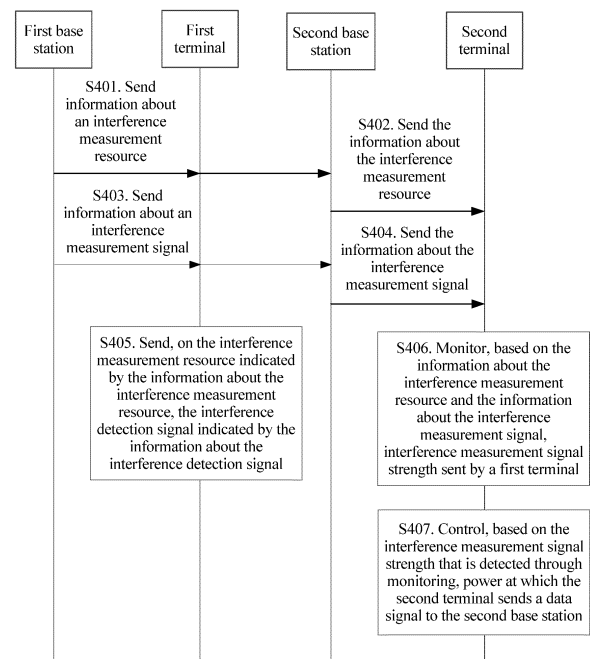 First base
station
First
terminal
Second base
station
Second
terminal
S401. Send
information about
an interference
measurement
resource
S402. Send the
information about
the interference
measurement
resource
S403. Send
information about an
interference
measurement signal
S404. Send the
information about the
interference
measurement signal
S405. Send, on the interference
measurement resource indicated
by the information about the
interference measurement
resource, the interference
detection signal indicated by the
information about the
interference detection signal
S406. Monitor, based on the
information about the
interference measurement
resource and the information
about the interference
measurement signal,
interference measurement signal
strength sent by a first terminal
S407. Control, based on the
interference measurement signal
strength that is detected through
monitoring, power at which the
second terminal sends a data
signal to the second base station